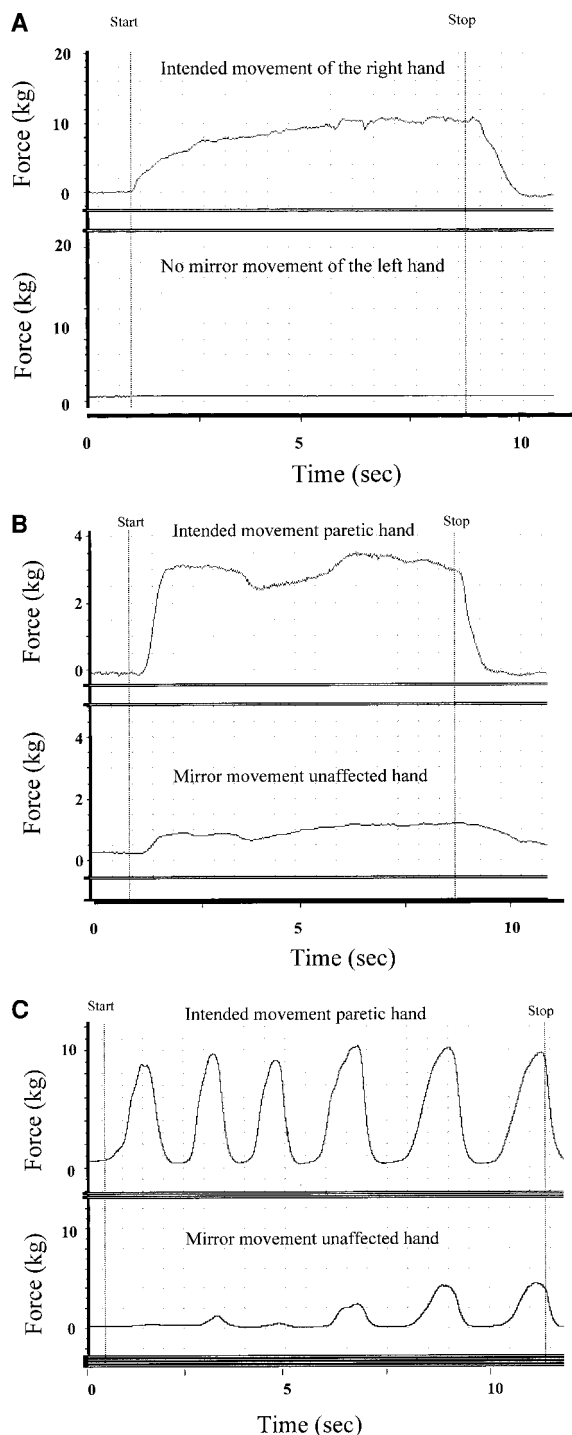 A
Start
Stop
20
Intended movement of the right hand
10
0
Force (kg)
20
No mirror movement of the left hand
10
0
Force (kg)
0
5
10
Time (sec)
B
Start
Stop
Intended movement paretic hand
4
2
0
Force (kg)
4
Mirror movement unaffected hand
2
0
Force (kg)
0
5
10
Time (sec)
C
Start
Stop
Intended movement paretic hand
10
0
Force (kg)
10
Mirror movement unaffected hand
0
Force (kg)
0
5
10
Time (sec)